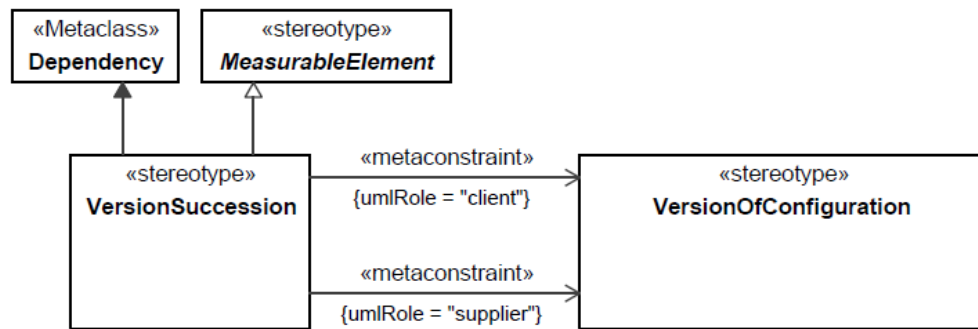 «Metaclass»
Dependency
«stereotype»
MeasurableElement
«stereotype»
VersionSuccession
«metaconstraint»
{umlRole = "client"}
«metaconstraint»
{umlRole = "supplier"}
«stereotype»
VersionOfConfiguration